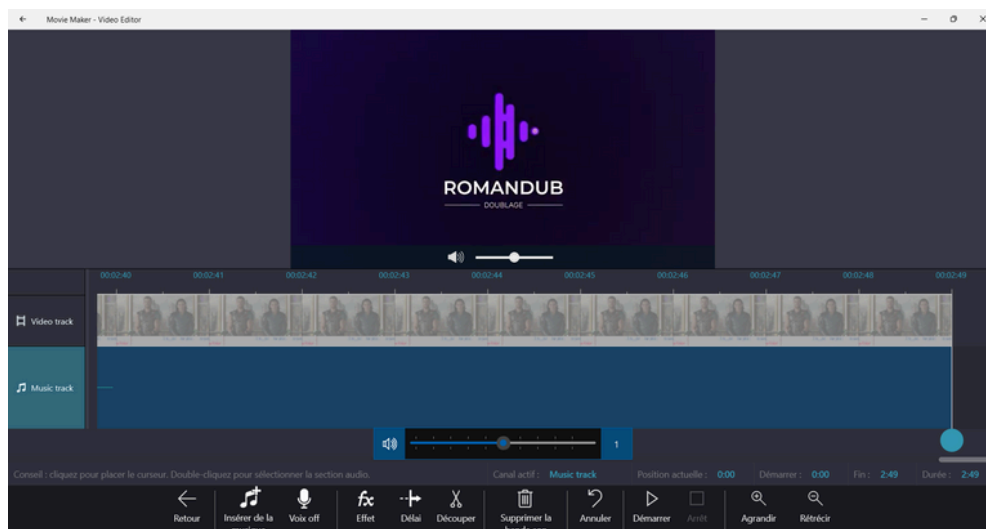 Movie Maker - Video Editor
ROMANDUB
DOUBLAGE
00:02:40 00:02:41 00:02:42 00:02:43 00:02:44 00:02:45 00:02:46 00:02:47 00:02:48 00:02:49
Video track
Music track
1
Conseil : cliquez pour placer le curseur. Double-cliquez pour sélectionner la section audio. Canal actif : Music track Position actuelle : 0:00 Démarrer : 0:00 Fin : 2:49 Durée : 2:49
Retour Insérer de la Voix off Effet Délai Découper Supprimer la Annuler Démarrer Arrêt Agrandir Rétrécir